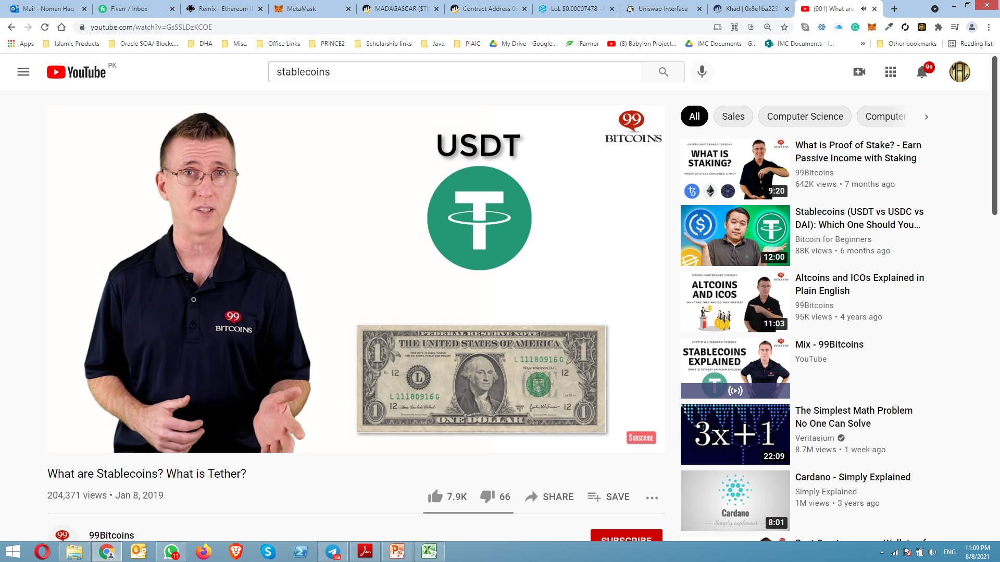 Mail - Noman Haq -
Fiverr / Inbox
Remix - Ethereum ID
MetaMask
MADAGASCAR ($TI
Contract Address 0x
LoL $0.00007478 -
Uniswap Interface
Khad | 0x8e1ba2235
(901) What are
youtube.com/watch?v=GsSSLDzKCOE
Apps
Islamic Products
Oracle SOA/ Blockc...
DHA
Misc.
Office Links
PRINCE2
Scholarship links
Java
PIAIC
My Drive - Google...
iFarmer
(8) Babylon Project...
IMC Documents - G...
IMC Documents - I...
»
Other bookmarks
Reading list
YouTube PK
stablecoins
9+
MAC
USDT
99
BITCOINS
99
BITCOINS
FEDERAL RESERVE NOTE
THE UNITED STATES OF AMERICA
THIS NOTE IS LEGAL TENDER
FOR ALL DEBTS, PUBLIC AND PRIVATE
L 11180916 G
WASHINGTON, D.C.
12
12
L
L 11180916 G
12
12
ONE DOLLAR
SUBSCRIBE
What are Stablecoins? What is Tether?
204,371 views • Jan 8, 2019
7.9K
66
SHARE
SAVE
99
99Bitcoins
SUBSCRIBE
All
Sales
Computer Science
Computer
CRYPTO WHITEBOARD TUESDAY
WHAT IS
STAKING?
PROOF OF STAKE EXPLAINED SIMPLY
99
BITCOINS
9:20
What is Proof of Stake? - Earn
Passive Income with Staking
99Bitcoins
642K views • 7 months ago
12:00
Stablecoins (USDT vs USDC vs
DAI): Which One Should You...
Bitcoin for Beginners
88K views • 6 months ago
BITCOIN WHITEBOARD TUESDAY
ALTCOINS
AND ICOS
WHAT ARE THEY AND DO THEY MATTER?
99
BITCOINS
11:03
Altcoins and ICOs Explained in
Plain English
99Bitcoins
95K views • 4 years ago
CRYPTO WHITEBOARD TUESDAY
STABLECOINS
EXPLAINED
WHAT IS TETHER? (IN PLAIN ENGLISH)
99
BITCOINS
Mix - 99Bitcoins
YouTube
3x+1
22:09
The Simplest Math Problem
No One Can Solve
Veritasium
8.7M views • 1 week ago
Cardano
Simply explained
8:01
Cardano - Simply Explained
Simply Explained
1M views • 3 years ago
11
68
ENG
11:09 PM
8/8/2021